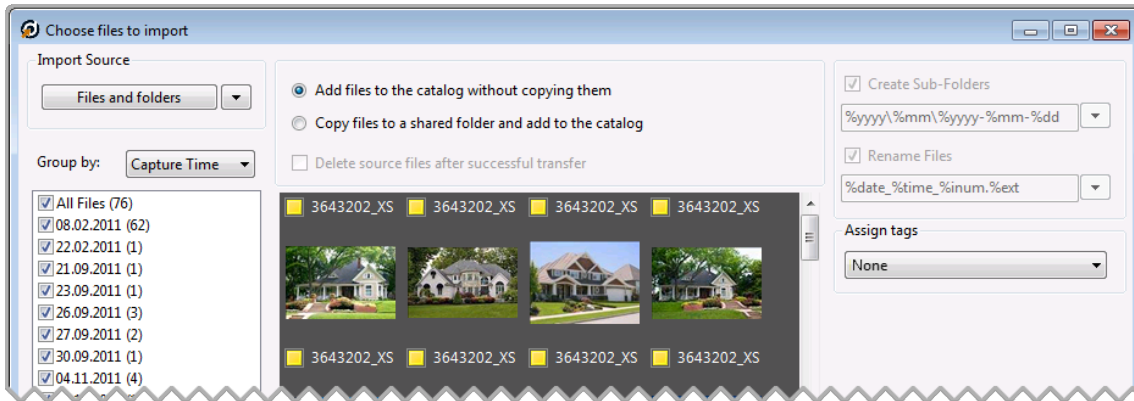 Choose files to import
Import Source
Files and folders
Group by:
Capture Time
All Files (76)
08.02.2011 (62)
22.02.2011 (1)
21.09.2011 (1)
23.09.2011 (1)
26.09.2011 (3)
27.09.2011 (2)
30.09.2011 (1)
04.11.2011 (4)
Add files to the catalog without copying them
Copy files to a shared folder and add to the catalog
Delete source files after successful transfer
3643202_XS 3643202_XS 3643202_XS 3643202_XS
3643202_XS 3643202_XS 3643202_XS 3643202_XS
Create Sub-Folders
%yyyy\%mm\%yyyy-%mm-%dd
Rename Files
%date_%time_%inum.%ext
Assign tags
None